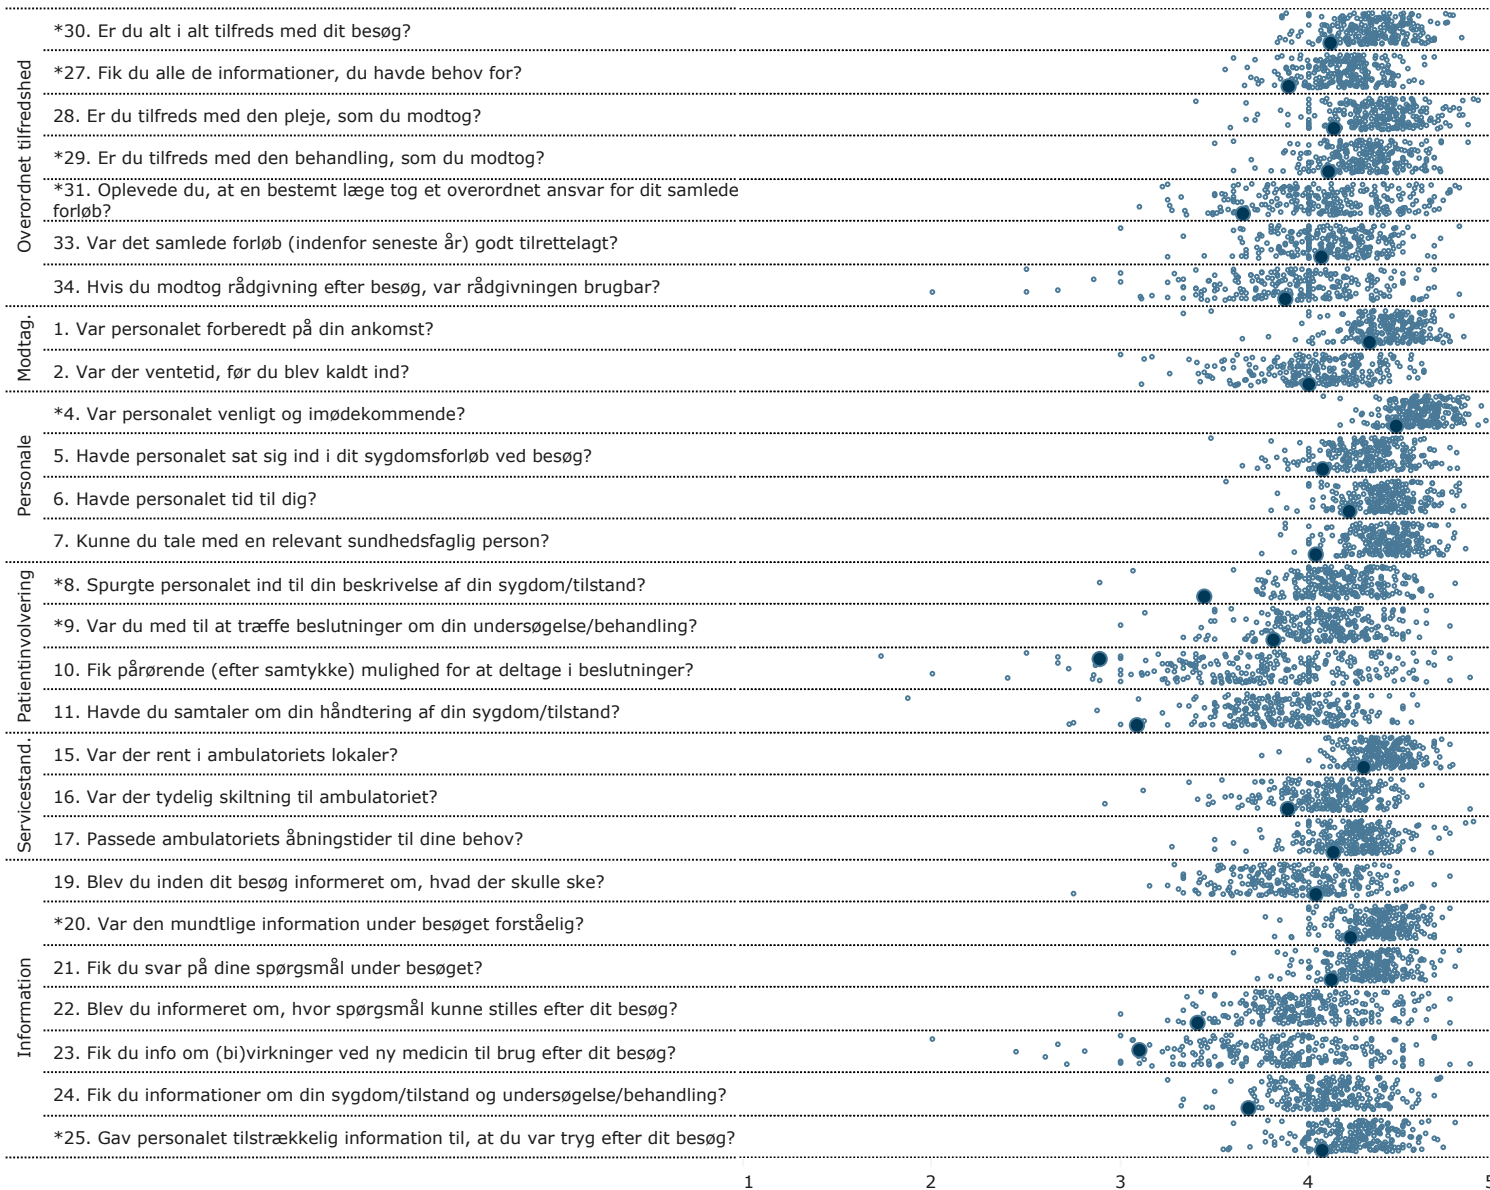 Overordnet tilfredshed
*30. Er du alt i alt tilfreds med dit besøg?
*27. Fik du alle de informationer, du havde behov for?
28. Er du tilfreds med den pleje, som du modtog?
*29. Er du tilfreds med den behandling, som du modtog?
*31. Oplevede du, at en bestemt læge tog et overordnet ansvar for dit samlede
forløb?
33. Var det samlede forløb (indenfor seneste år) godt tilrettelagt?
34. Hvis du modtog rådgivning efter besøg, var rådgivningen brugbar?
Modtag.
1. Var personalet forberedt på din ankomst?
2. Var der ventetid, før du blev kaldt ind?
Personale
*4. Var personalet venligt og imødekommende?
5. Havde personalet sat sig ind i dit sygdomsforløb ved besøg?
6. Havde personalet tid til dig?
7. Kunne du tale med en relevant sundhedsfaglig person?
Patientinvolvering
*8. Spurgte personalet ind til din beskrivelse af din sygdom/tilstand?
*9. Var du med til at træffe beslutninger om din undersøgelse/behandling?
10. Fik pårørende (efter samtykke) mulighed for at deltage i beslutninger?
11. Havde du samtaler om din håndtering af din sygdom/tilstand?
Servicestand.
15. Var der rent i ambulatoriets lokaler?
16. Var der tydelig skiltning til ambulatoriet?
17. Passede ambulatoriets åbningstider til dine behov?
Information
19. Blev du inden dit besøg informeret om, hvad der skulle ske?
*20. Var den mundtlige information under besøget forståelig?
21. Fik du svar på dine spørgsmål under besøget?
22. Blev du informeret om, hvor spørgsmål kunne stilles efter dit besøg?
23. Fik du info om (bi)virkninger ved ny medicin til brug efter dit besøg?
24. Fik du informationer om din sygdom/tilstand og undersøgelse/behandling?
*25. Gav personalet tilstrækkelig information til, at du var tryg efter dit besøg?
1 2 3 4 5